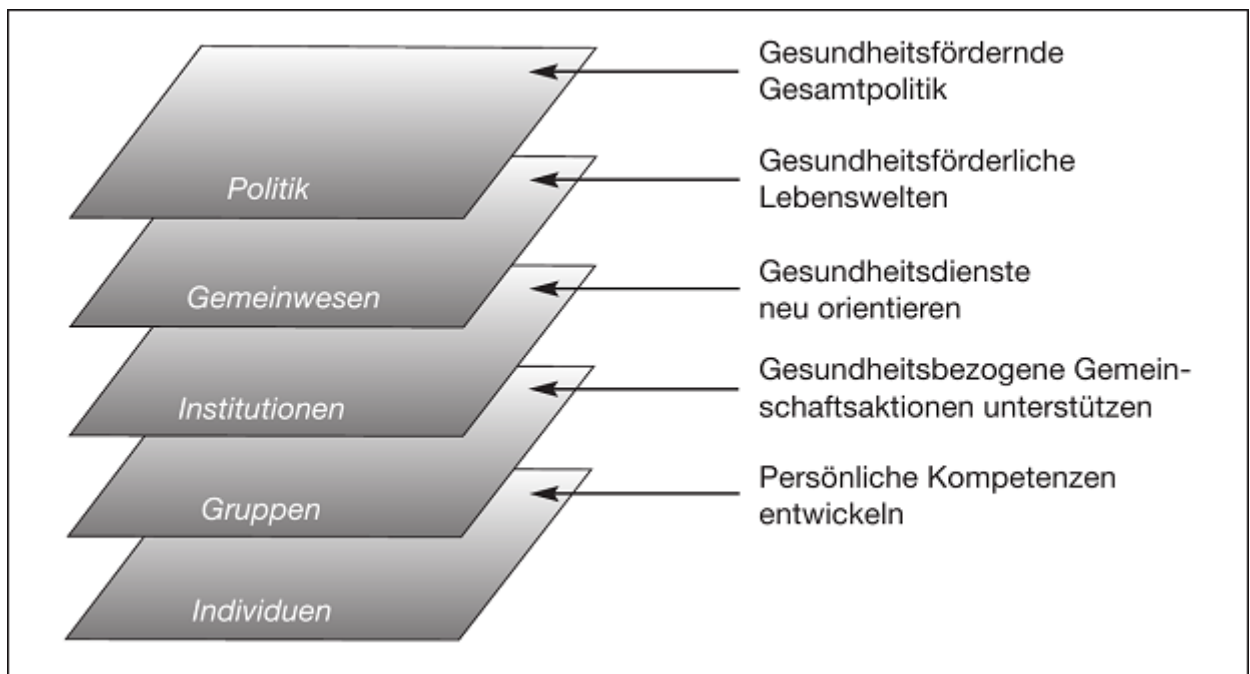 Gesundheitsfördernde
Gesamtpolitik
Politik
Gesundheitsförderliche
Lebenswelten
Gemeinwesen
Gesundheitsdienste
neu orientieren
Institutionen
Gesundheitsbezogene Gemein-
schaftsaktionen unterstützen
Gruppen
Persönliche Kompetenzen
entwickeln
Individuen